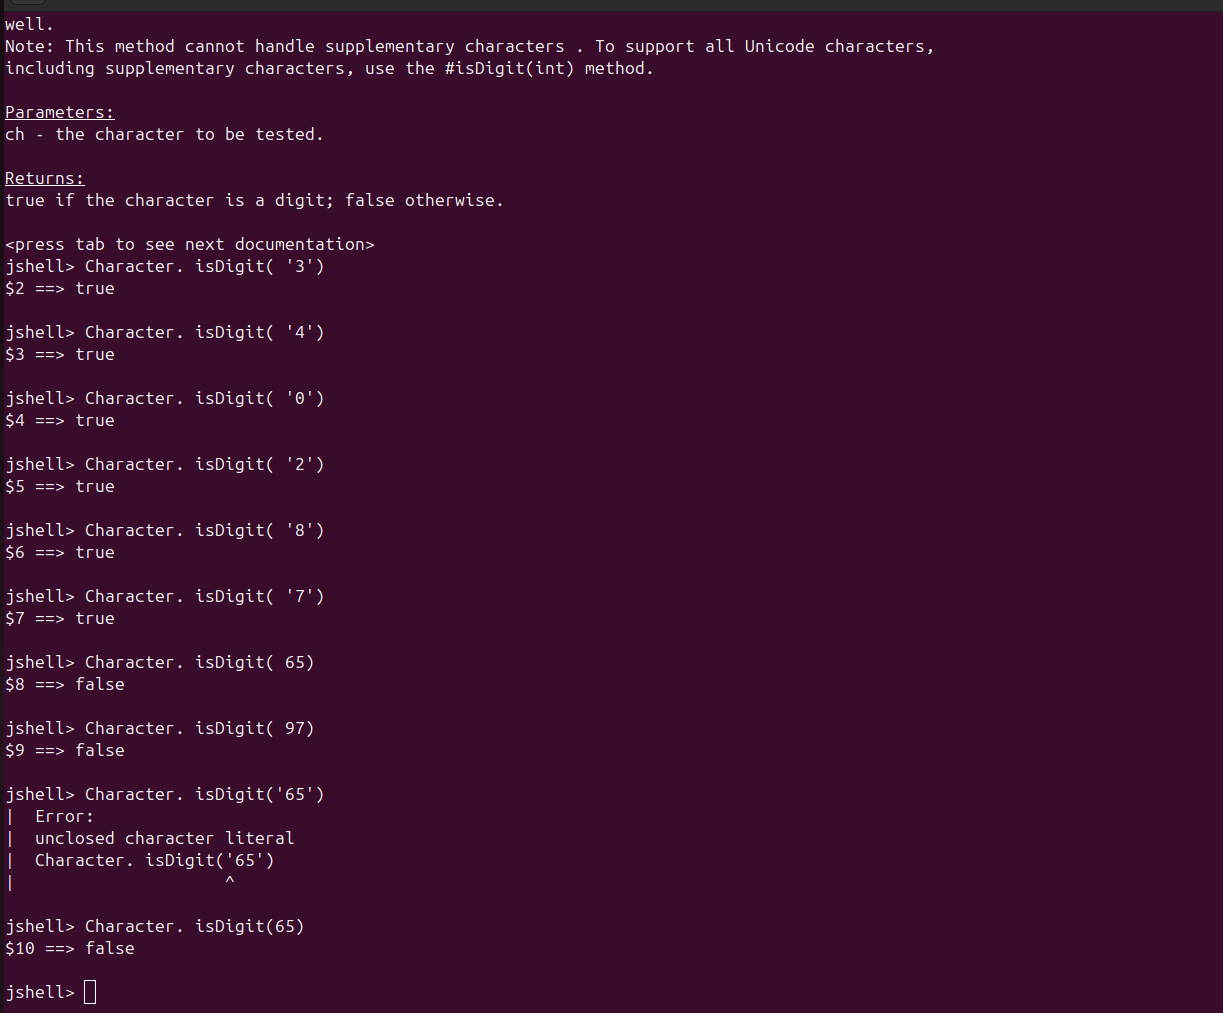 well.
Note: This method cannot handle supplementary characters . To support all Unicode characters,
including supplementary characters, use the #isDigit(int) method.
Parameters:
ch - the character to be tested.
Returns:
true if the character is a digit; false otherwise.
<press tab to see next documentation>
jshell> Character. isDigit( '3')
$2 ==> true
jshell> Character. isDigit( '4')
$3 ==> true
jshell> Character. isDigit( '0')
$4 ==> true
jshell> Character. isDigit( '2')
$5 ==> true
jshell> Character. isDigit( '8')
$6 ==> true
jshell> Character. isDigit( '7')
$7 ==> true
jshell> Character. isDigit( 65)
$8 ==> false
jshell> Character. isDigit( 97)
$9 ==> false
jshell> Character. isDigit('65')
|  Error:
|  unclosed character literal
|  Character. isDigit('65')
|                     ^
jshell> Character. isDigit(65)
$10 ==> false
jshell>